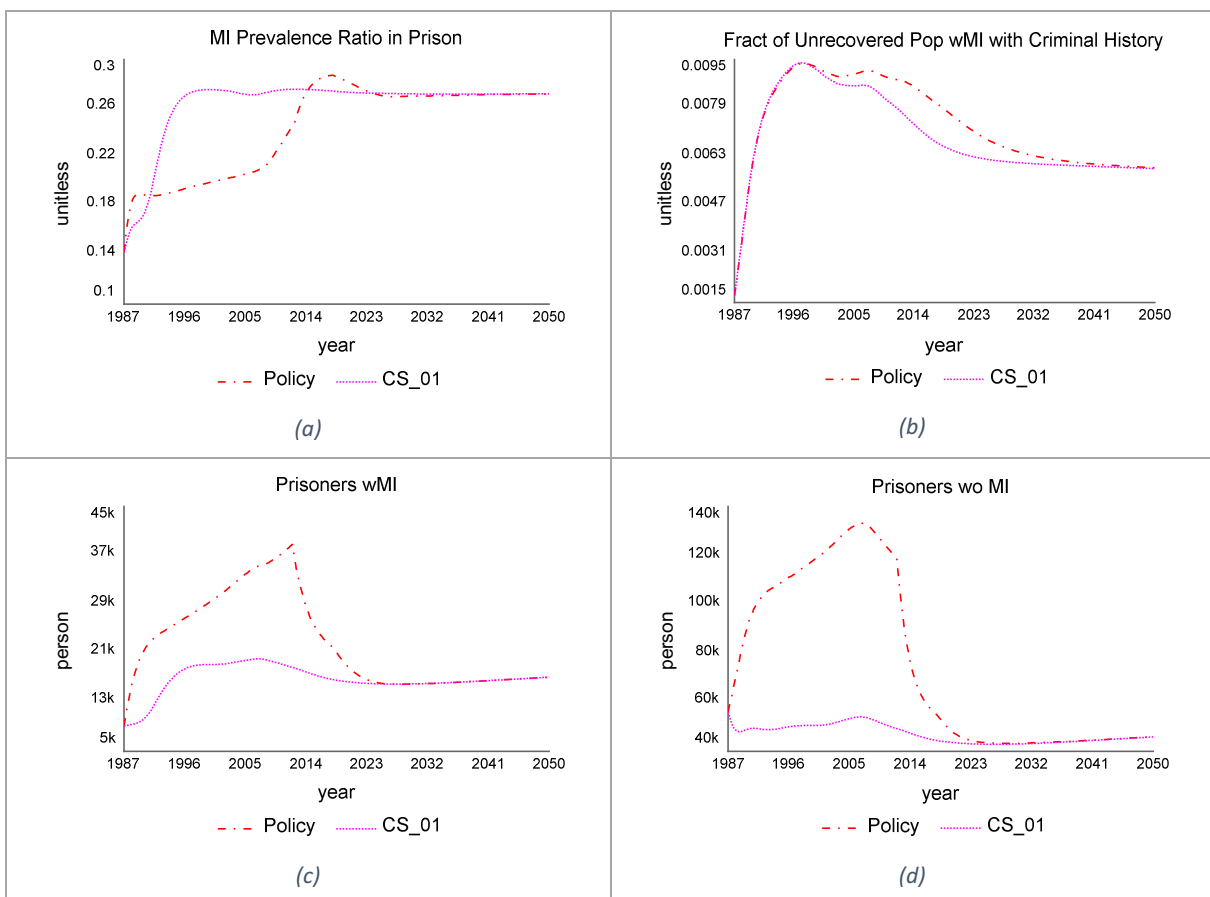 MI Prevalence Ratio in Prison
0.3
0.26
0.22
0.18
0.14
0.1
unitless
1987 1996 2005 2014 2023 2032 2041 2050
year
Policy CS_01
(a)
Fract of Unrecovered Pop wMI with Criminal History
0.0095
0.0079
0.0063
0.0047
0.0031
0.0015
unitless
1987 1996 2005 2014 2023 2032 2041 2050
year
Policy CS_01
(b)
Prisoners wMI
45k
37k
29k
21k
13k
5k
person
1987 1996 2005 2014 2023 2032 2041 2050
year
Policy CS_01
(c)
Prisoners wo MI
140k
120k
100k
80k
60k
40k
person
1987 1996 2005 2014 2023 2032 2041 2050
year
Policy CS_01
(d)